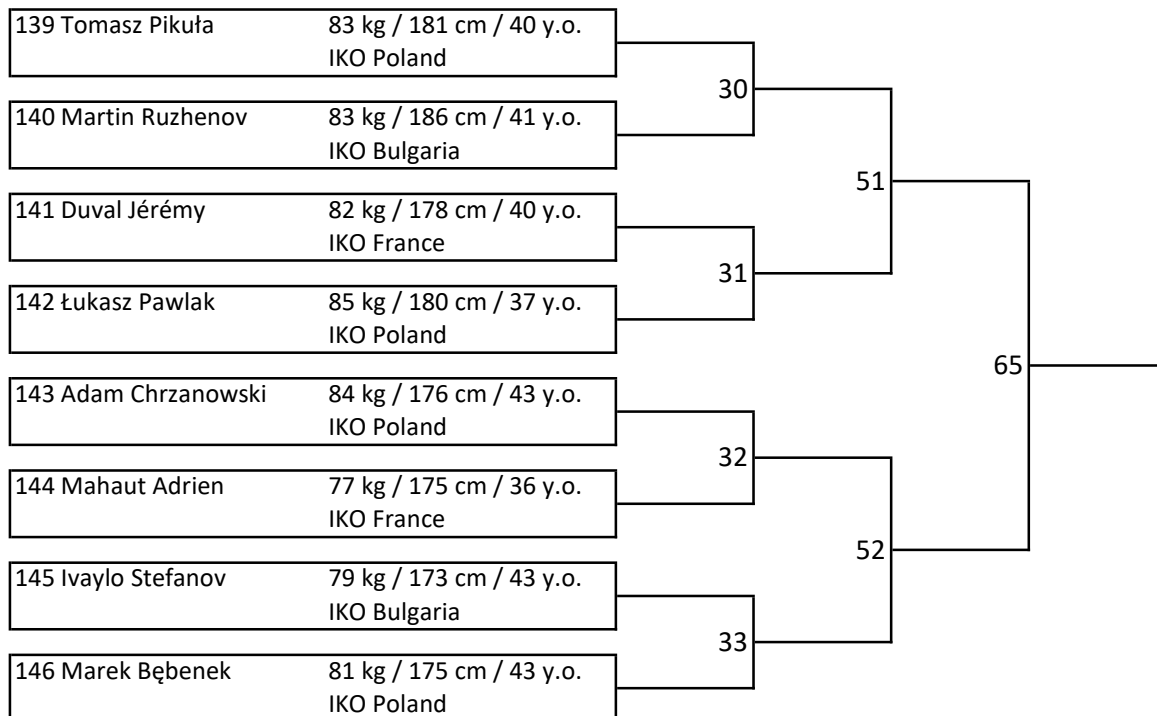 139 Tomasz Pikuła 83 kg / 181 cm / 40 y.o.
IKO Poland
30
140 Martin Ruzhenov 83 kg / 186 cm / 41 y.o.
IKO Bulgaria
51
141 Duval Jérémy 82 kg / 178 cm / 40 y.o.
IKO France
31
142 Łukasz Pawlak 85 kg / 180 cm / 37 y.o.
IKO Poland
65
143 Adam Chrzanowski 84 kg / 176 cm / 43 y.o.
IKO Poland
32
144 Mahaut Adrien 77 kg / 175 cm / 36 y.o.
IKO France
52
145 Ivaylo Stefanov 79 kg / 173 cm / 43 y.o.
IKO Bulgaria
33
146 Marek Bębenek 81 kg / 175 cm / 43 y.o.
IKO Poland